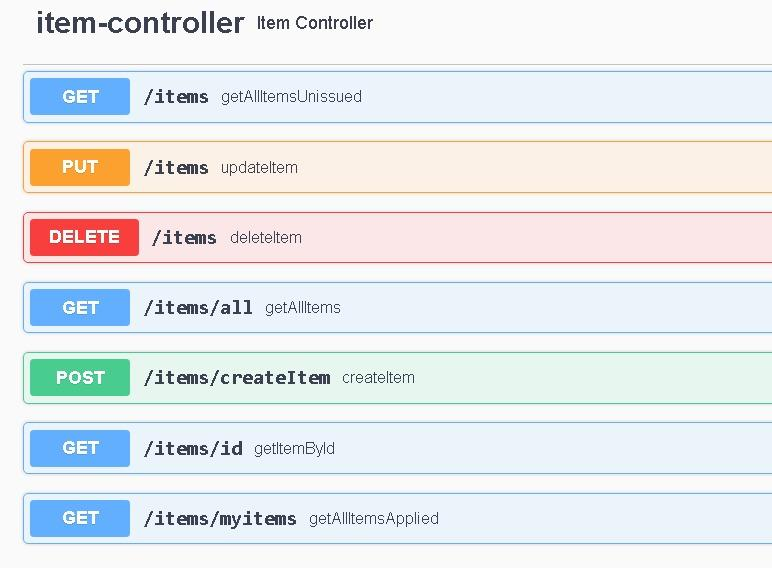 item-controller Item Controller
GET /items getAllItemsUnissued
PUT /items updateItem
DELETE /items deleteItem
GET /items/all getAllItems
POST /items/createItem createItem
GET /items/id getItemById
GET /items/myitems getAllItemsApplied